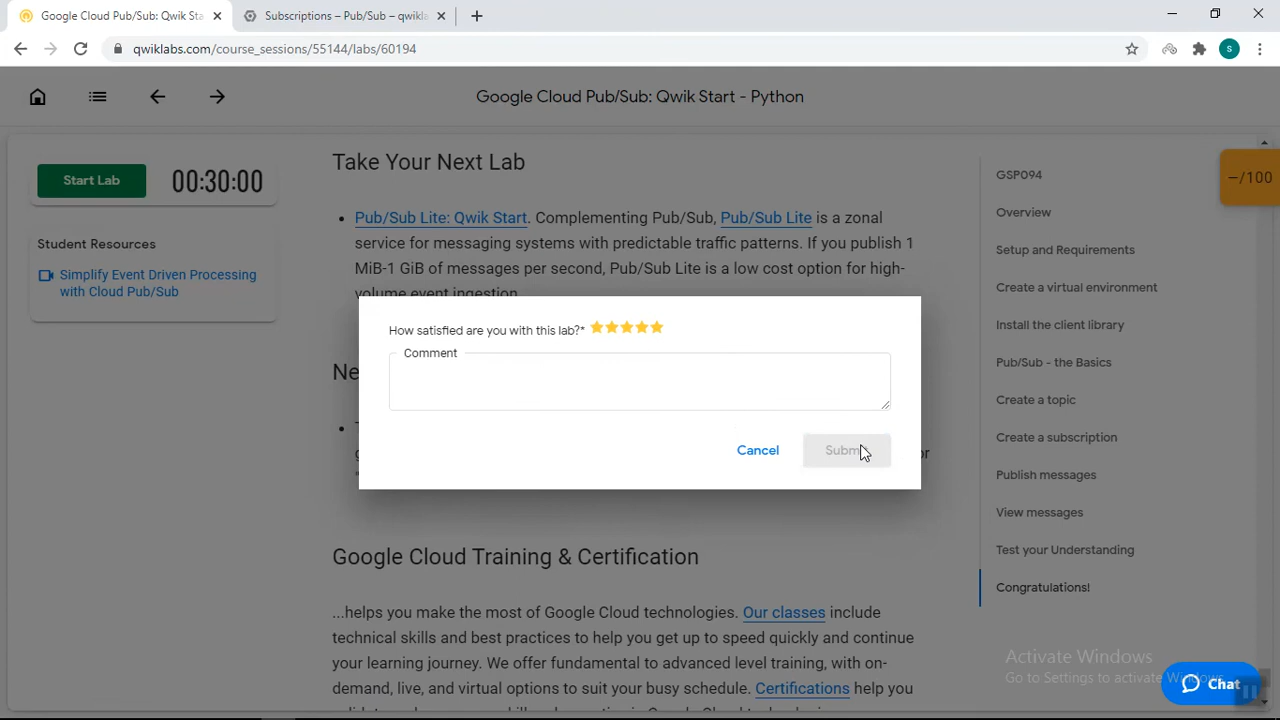 Google Cloud Pub/Sub: Qwik Sta
Subscriptions – Pub/Sub – qwikla
qwiklabs.com/course_sessions/55144/labs/60194
S
Google Cloud Pub/Sub: Qwik Start - Python
Start Lab
00:30:00
Student Resources
Simplify Event Driven Processing
with Cloud Pub/Sub
Take Your Next Lab
• Pub/Sub Lite: Qwik Start. Complementing Pub/Sub, Pub/Sub Lite is a zonal
service for messaging systems with predictable traffic patterns. If you publish 1
MiB-1 GiB of messages per second, Pub/Sub Lite is a low cost option for high-
volume event ingestion.
Ne
How satisfied are you with this lab?*
Comment
Cancel
Subm
Google Cloud Training & Certification
...helps you make the most of Google Cloud technologies. Our classes include
technical skills and best practices to help you get up to speed quickly and continue
your learning journey. We offer fundamental to advanced level training, with on-
demand, live, and virtual options to suit your busy schedule. Certifications help you
GSP094
Overview
Setup and Requirements
Create a virtual environment
Install the client library
Pub/Sub - the Basics
Create a topic
Create a subscription
Publish messages
View messages
Test your Understanding
Congratulations!
–/100
Activate Windows
Go to Settings to activate Windows.
Chat